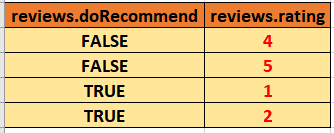 reviews.doRecommend reviews.rating
FALSE 4
FALSE 5
TRUE 1
TRUE 2